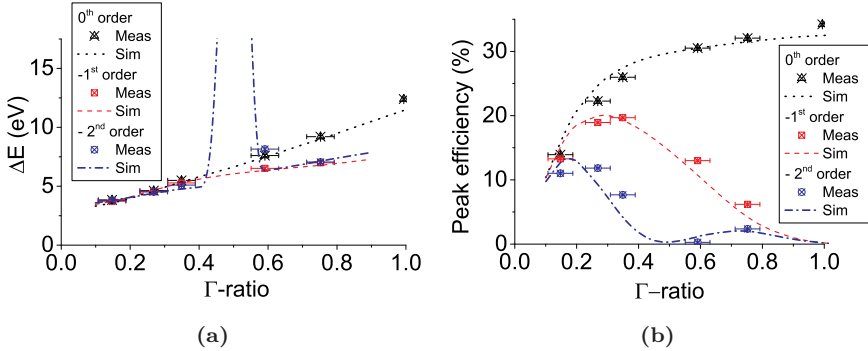 0th order
Meas
Sim
-1st order
Meas
Sim
- 2nd order
Meas
Sim
ΔE (eV)
15
10
5
0
0.0 0.2 0.4 0.6 0.8 1.0
Γ-ratio
(a)
Peak efficiency (%)
30
20
10
0
0.0 0.2 0.4 0.6 0.8 1.0
Γ–ratio
0th order
Meas
Sim
-1st order
Meas
Sim
- 2nd order
Meas
Sim
(b)